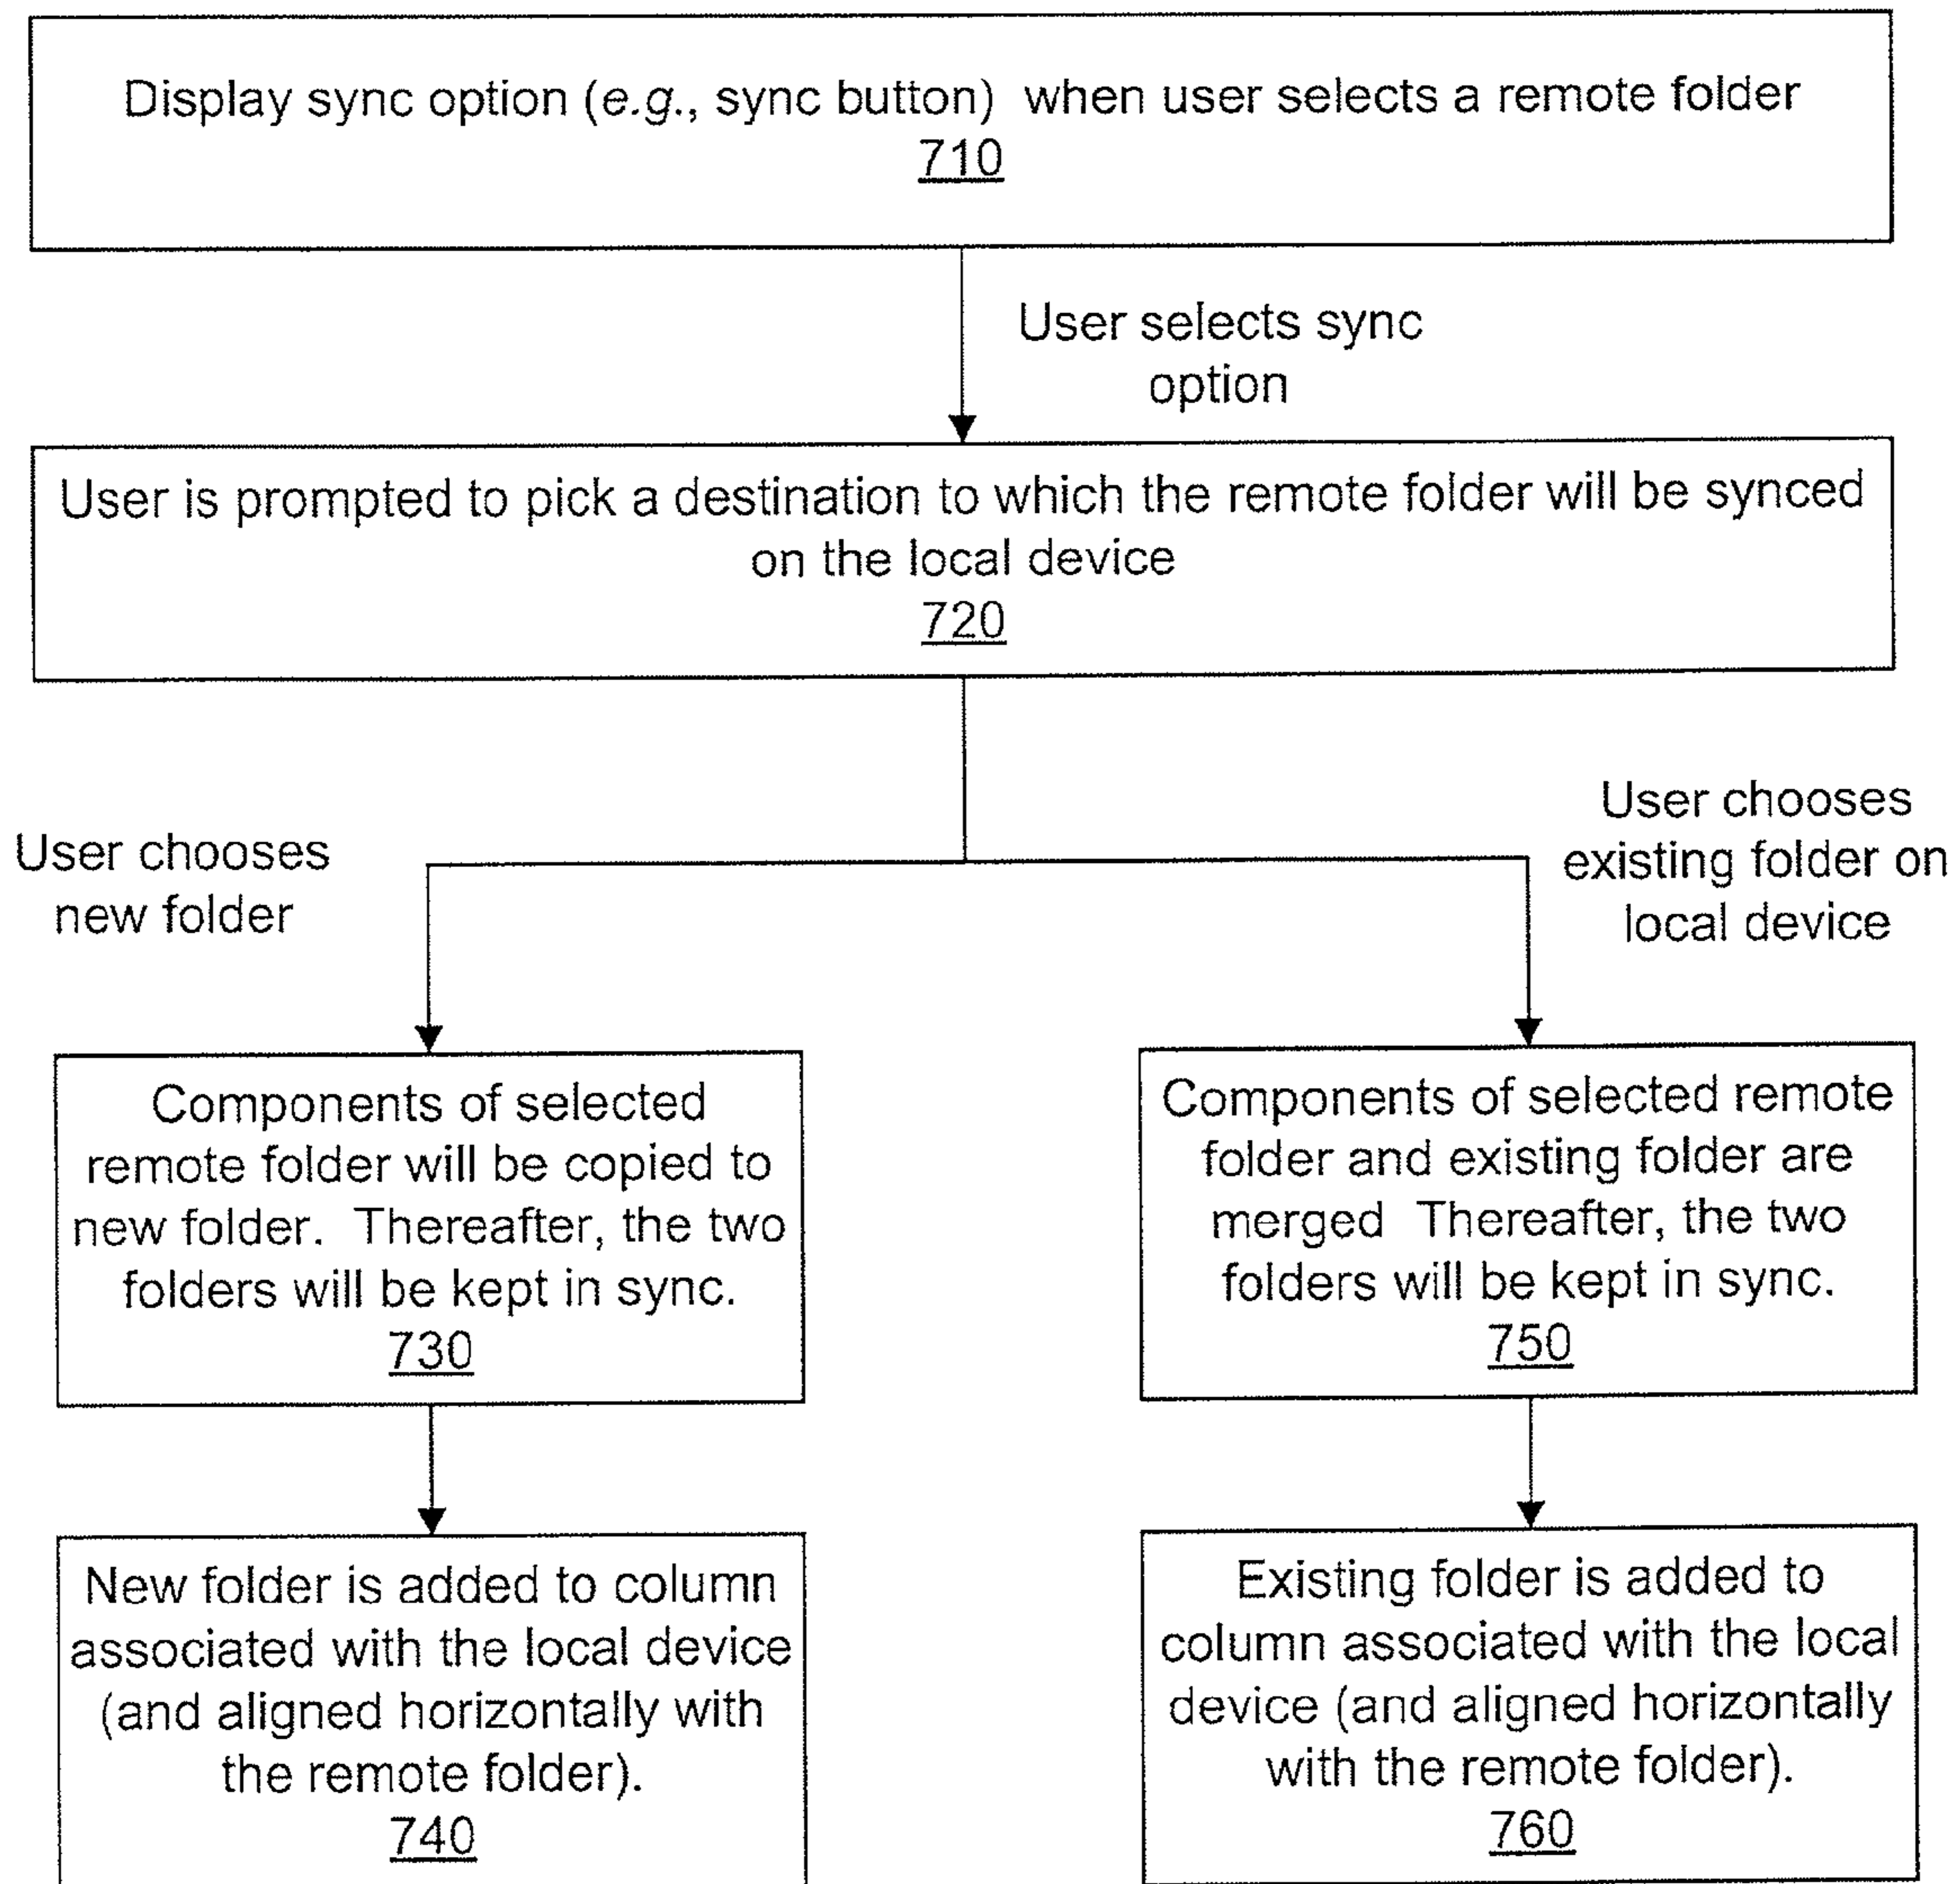 Display sync option (e.g., sync button) when user selects a remote folder
710
User selects sync
option
User is prompted to pick a destination to which the remote folder will be synced
on the local device
720
User chooses
new folder
User chooses
existing folder on
local device
Components of selected
remote folder will be copied to
new folder. Thereafter, the two
folders will be kept in sync.
730
Components of selected remote
folder and existing folder are
merged Thereafter, the two
folders will be kept in sync.
750
New folder is added to column
associated with the local device
(and aligned horizontally with
the remote folder).
740
Existing folder is added to
column associated with the local
device (and aligned horizontally
with the remote folder).
760